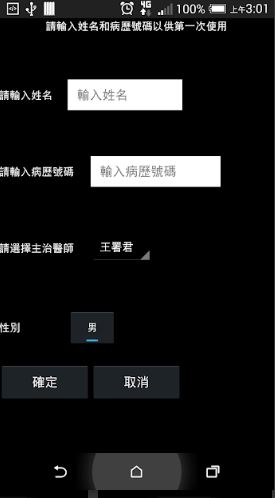 4G 100% 上午3:01
請輸入姓名和病歷號碼以供第一次使用
請輸入姓名 輸入姓名
請輸入病歷號碼 輸入病歷號碼
請選擇主治醫師 王署君
性別 男
確定 取消